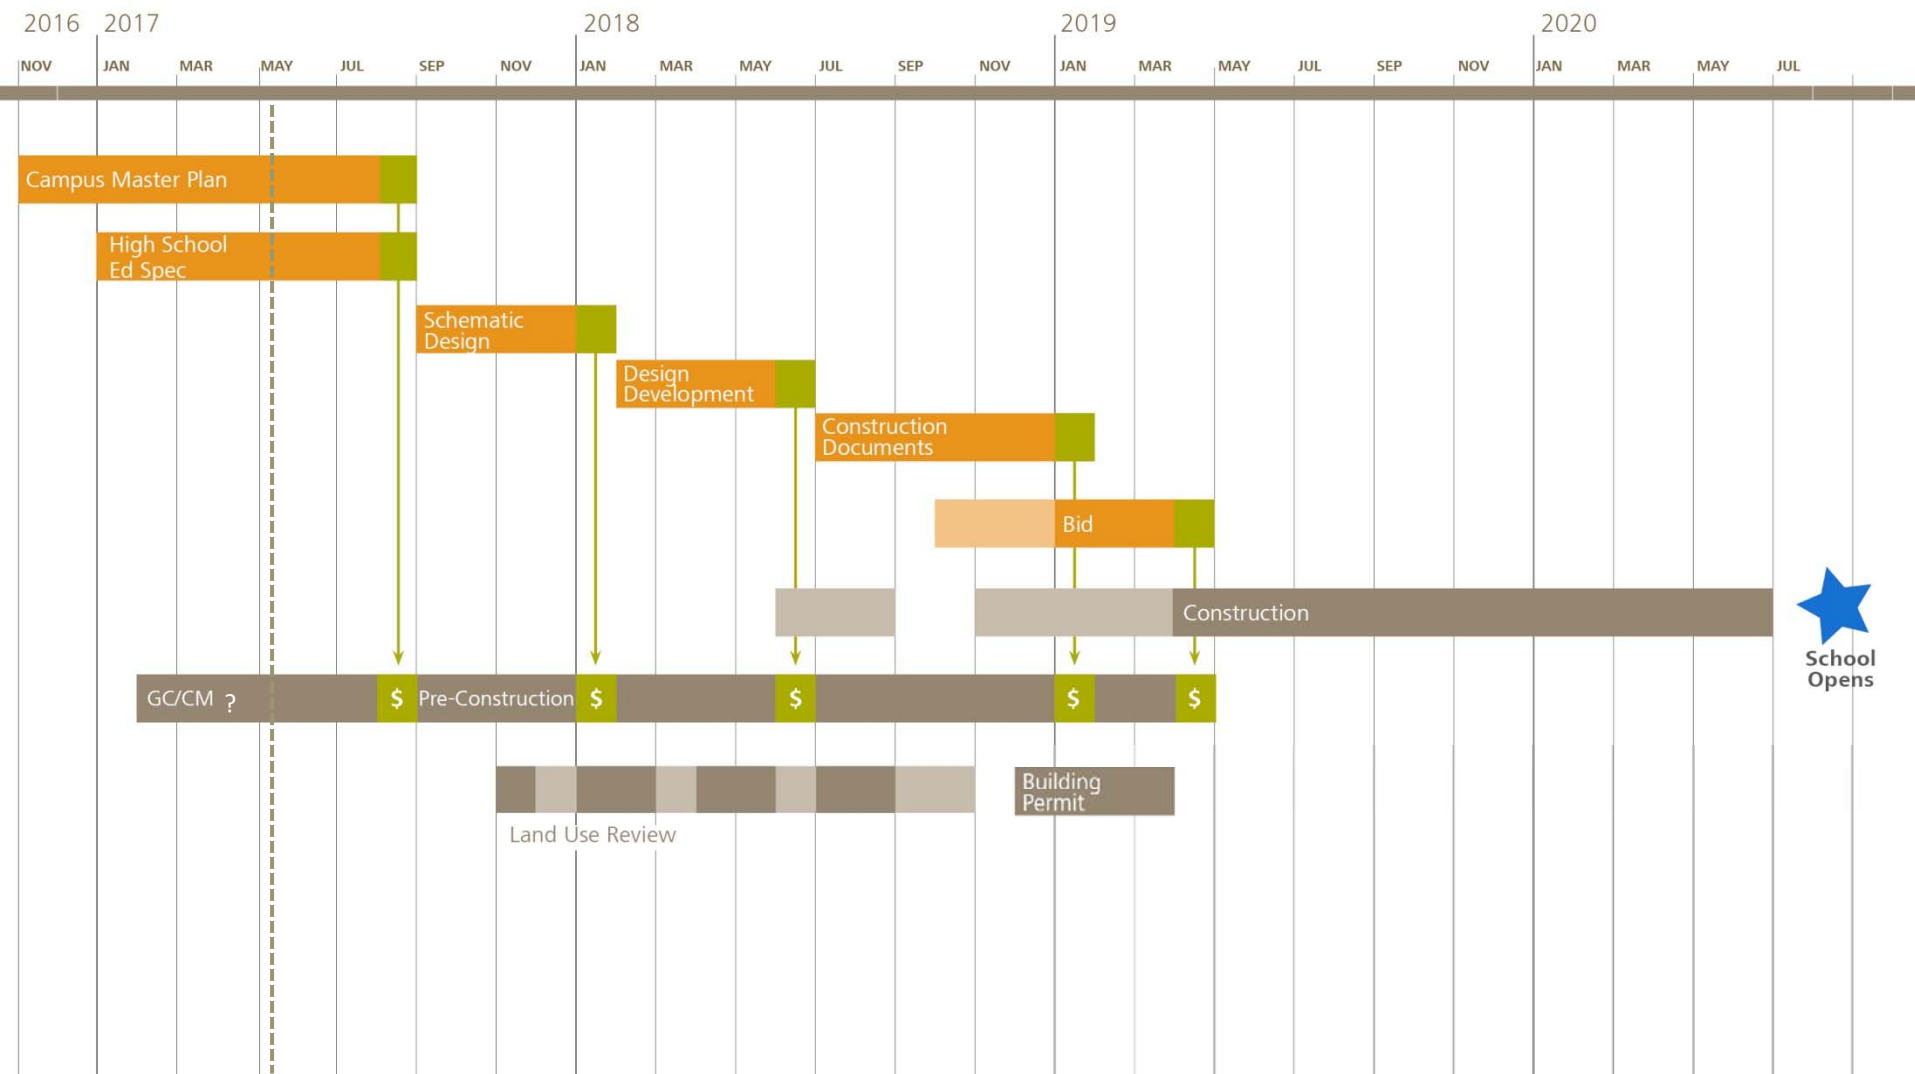 2016 2017 2018 2019 2020
NOV JAN MAR MAY JUL SEP NOV JAN MAR MAY JUL SEP NOV JAN MAR MAY JUL SEP NOV JAN MAR MAY JUL
Campus Master Plan
High School
Ed Spec
Schematic
Design
Design
Development
Construction
Documents
Bid
Construction
School
Opens
GC/CM ? $ Pre-Construction $ $ $ $
Building
Permit
Land Use Review